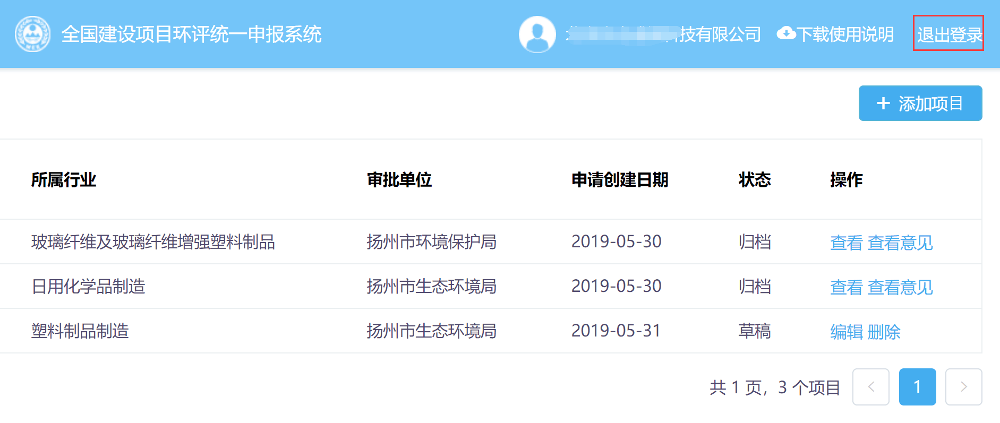 全国建设项目环评统一申报系统
技有限公司 下载使用说明 退出登录
+ 添加项目
所属行业 审批单位 申请创建日期 状态 操作
玻璃纤维及玻璃纤维增强塑料制品 扬州市环境保护局 2019-05-30 归档 查看 查看意见
日用化学品制造 扬州市生态环境局 2019-05-30 归档 查看 查看意见
塑料制品制造 扬州市生态环境局 2019-05-31 草稿 编辑 删除
共 1 页，3 个项目 < 1 >